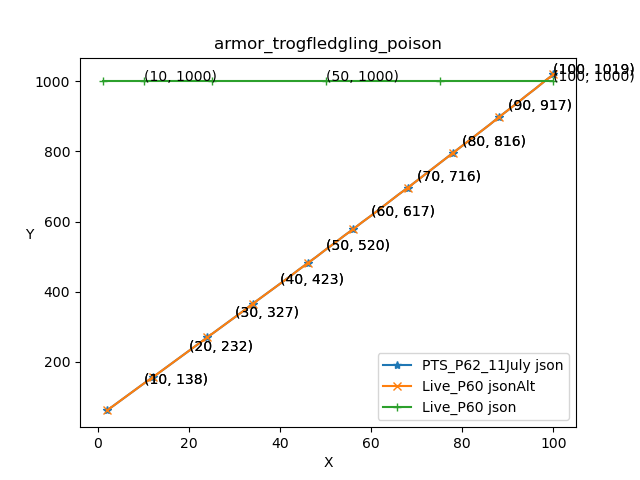 armor_trogfledgling_poison
1000
800
600
400
200
Y
(10, 1000)
(50, 1000)
(100, 1019)
(100, 1000)
(90, 917)
(80, 816)
(70, 716)
(60, 617)
(50, 520)
(40, 423)
(30, 327)
(20, 232)
(10, 138)
PTS_P62_11July json
Live_P60 jsonAlt
Live_P60 json
0 20 40 60 80 100
X